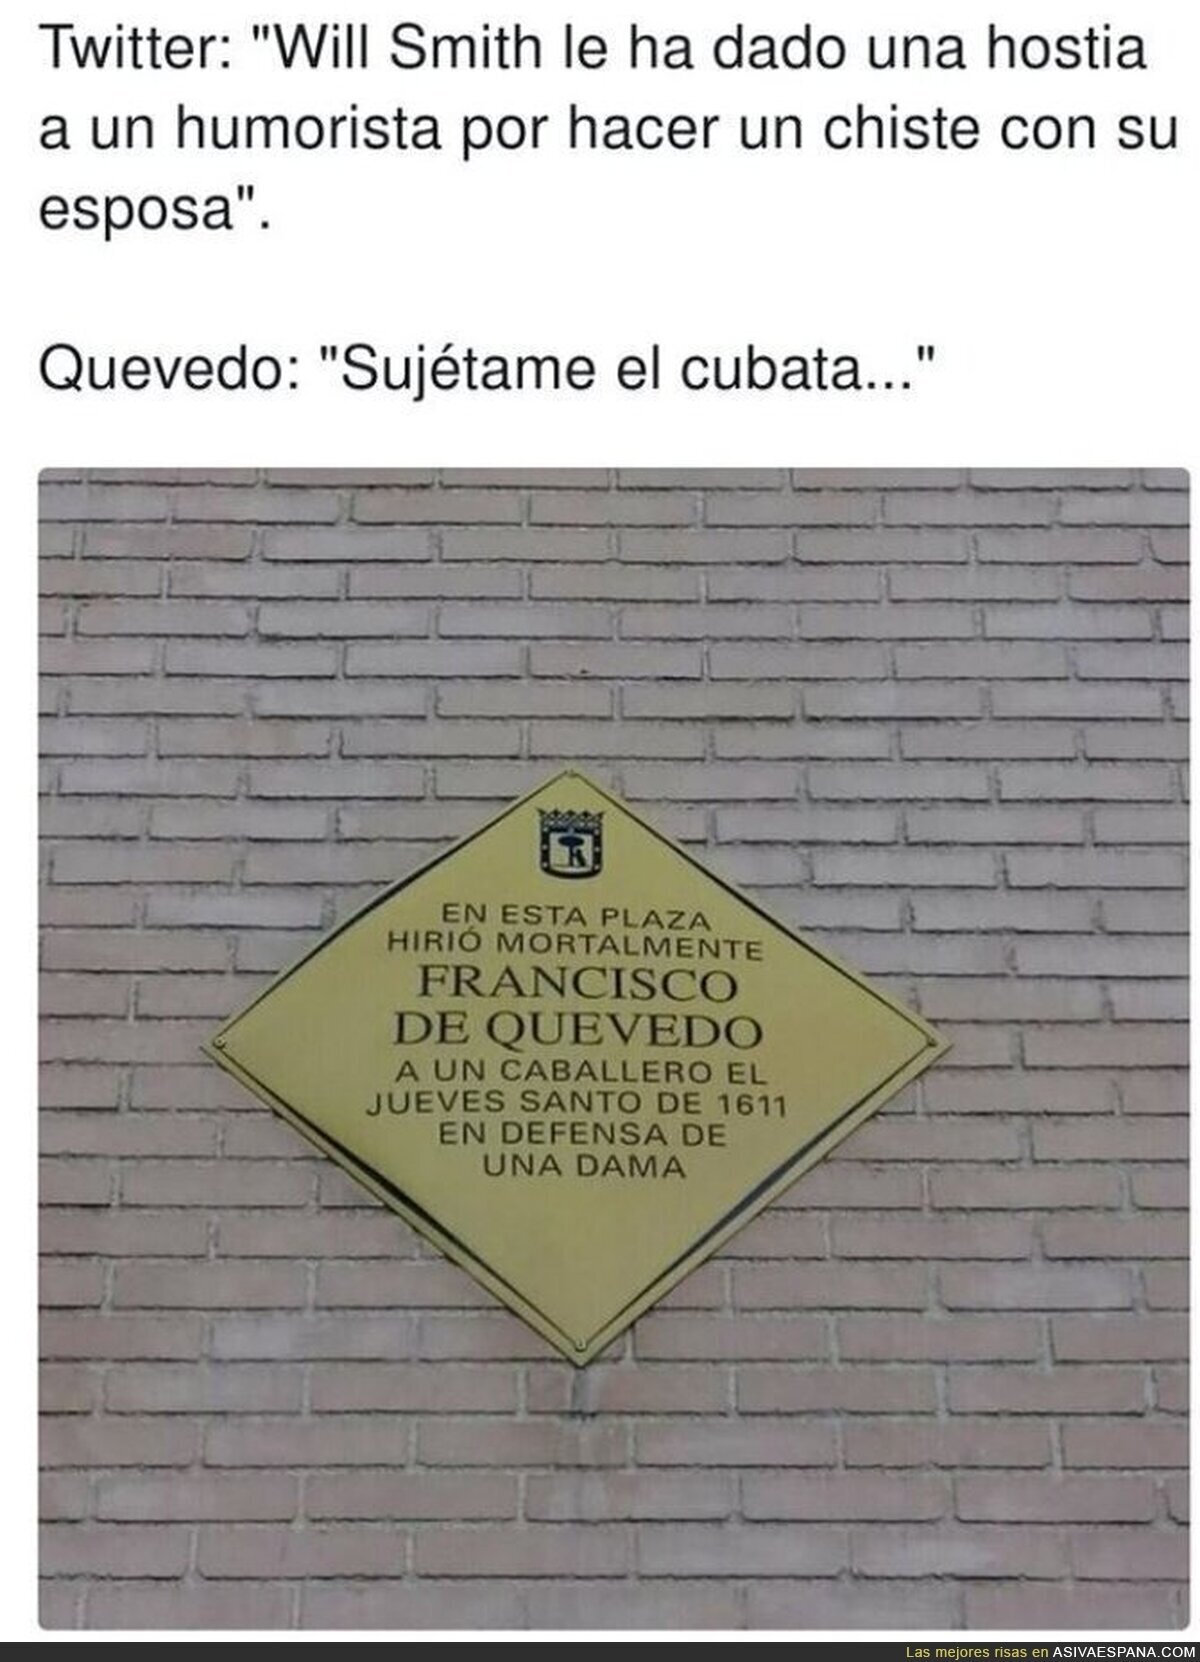 Twitter: "Will Smith le ha dado una hostia
a un humorista por hacer un chiste con su
esposa".
Quevedo: "Sujétame el cubata..."
EN ESTA PLAZA
HIRIÓ MORTALMENTE
FRANCISCO
DE QUEVEDO
A UN CABALLERO EL
JUEVES SANTO DE 1611
EN DEFENSA DE
UNA DAMA
Las mejores risas en ASIVAESPANA.COM